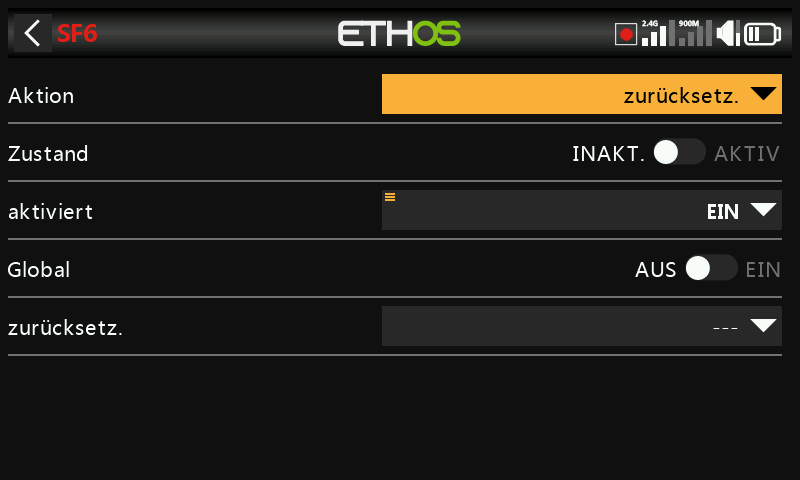 SF6 ETHOS 2.4G 900M
Aktion zurücksetz.
Zustand INAKT. AKTIV
aktiviert EIN
Global AUS EIN
zurücksetz. ---